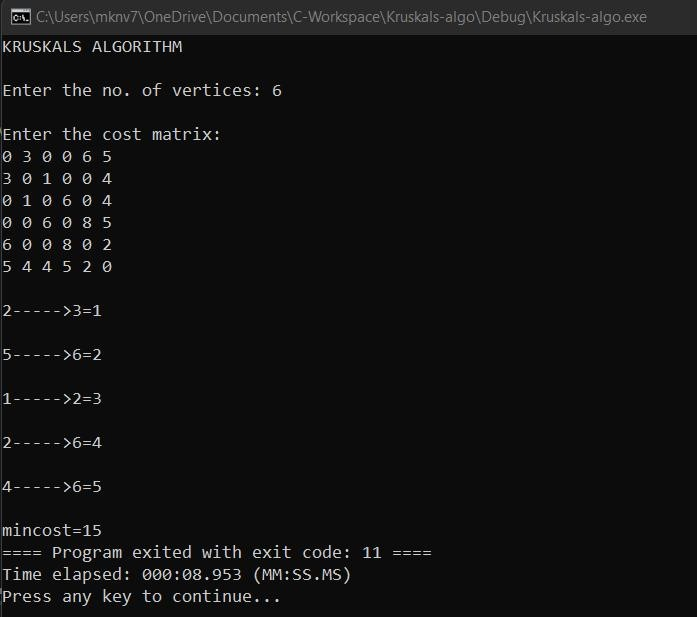 C:\Users\mknv7\OneDrive\Documents\C-Workspace\Kruskals-algo\Debug\Kruskals-algo.exe
KRUSKALS ALGORITHM
Enter the no. of vertices: 6
Enter the cost matrix:
0 3 0 0 6 5
3 0 1 0 0 4
0 1 0 6 0 4
0 0 6 0 8 5
6 0 0 8 0 2
5 4 4 5 2 0
2----->3=1
5----->6=2
1----->2=3
2----->6=4
4----->6=5
mincost=15
==== Program exited with exit code: 11 ====
Time elapsed: 000:08.953 (MM:SS.MS)
Press any key to continue...